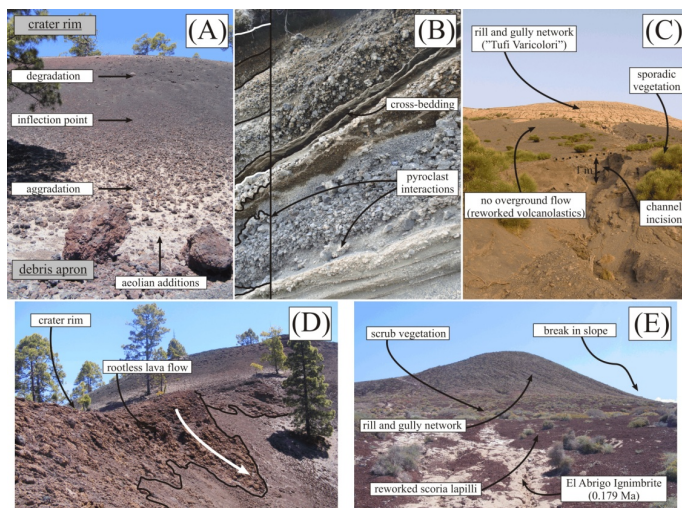 crater rim
(A)
degradation
inflection point
aggradation
debris apron
aeolian additions
(B)
cross-bedding
pyroclast
interactions
(C)
rill and gully network
("Tufi Varicolori")
sporadic
vegetation
1 m
no overground flow
(reworked volcanolastics)
channel
incision
(D)
crater rim
rootless lava flow
(E)
scrub vegetation
break in slope
rill and gully network
reworked scoria lapilli
El Abrigo Ignimbrite
(0.179 Ma)